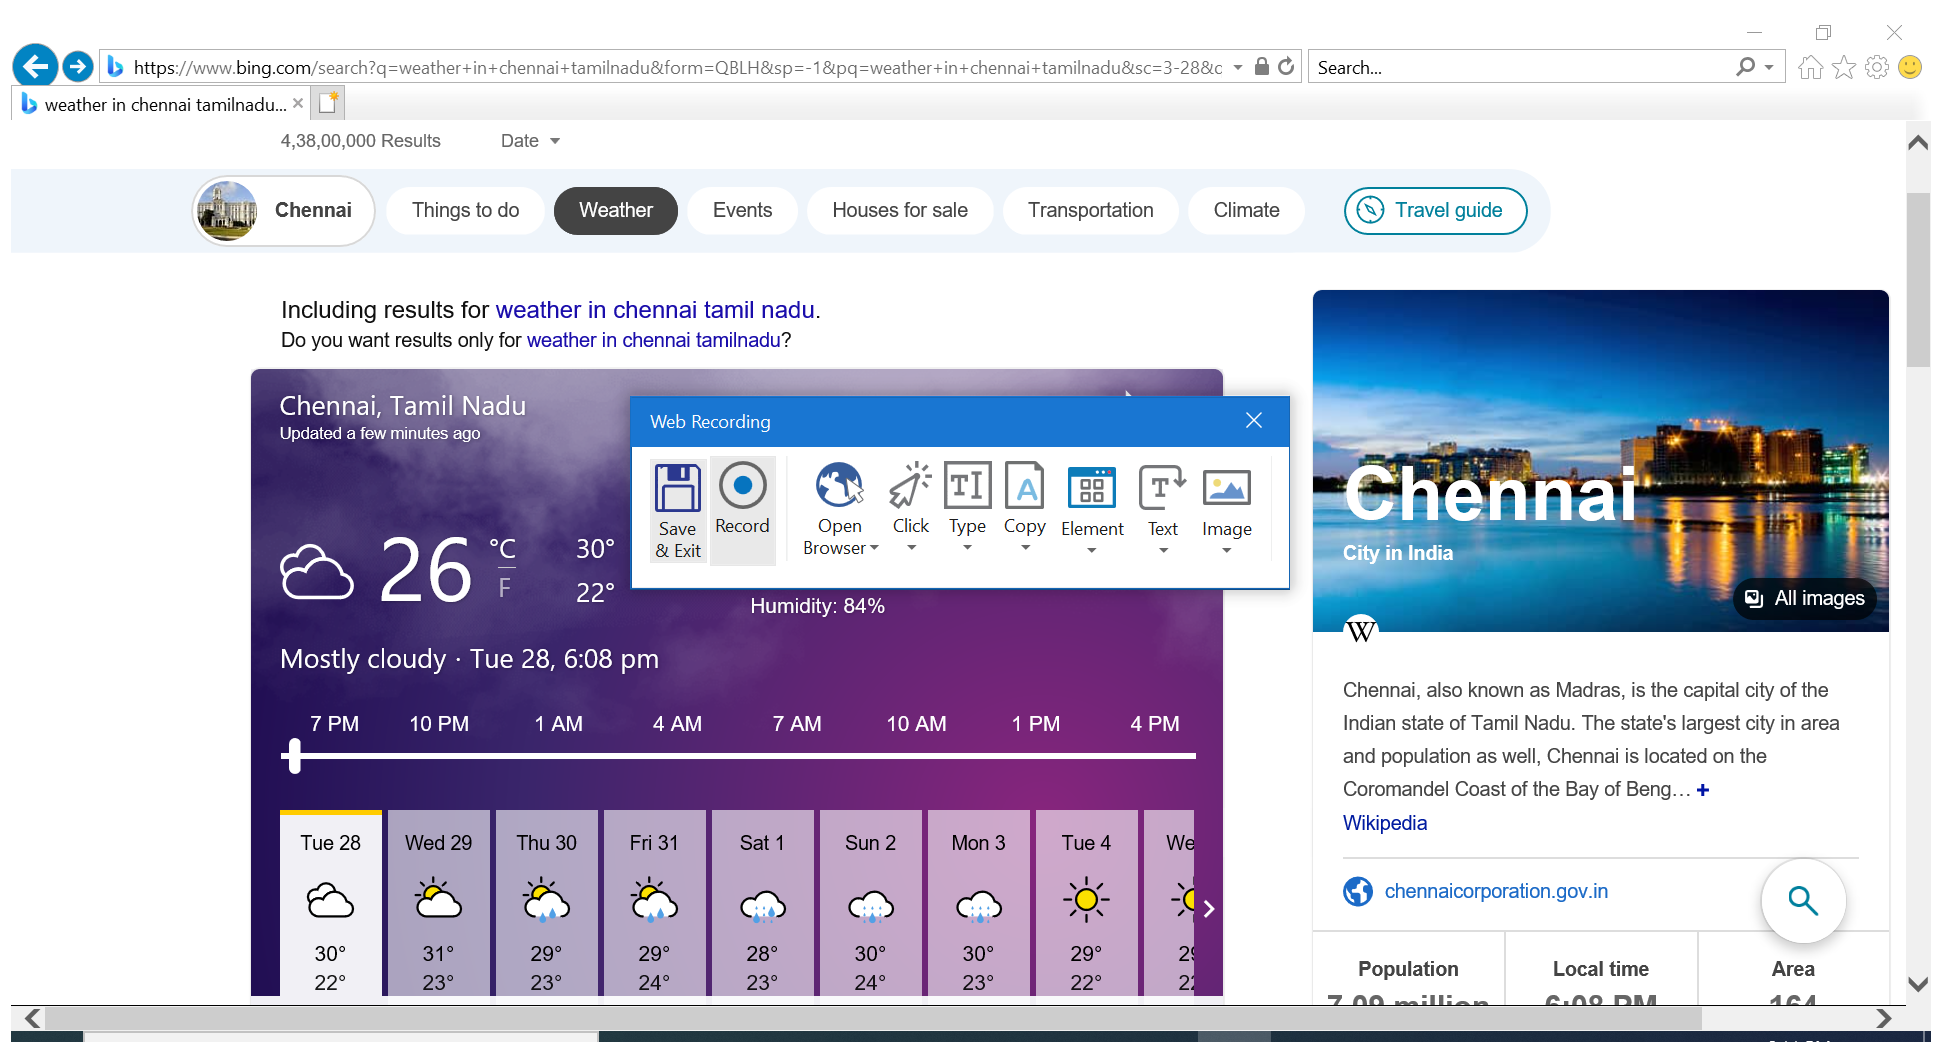 https://www.bing.com/search?q=weather+in+chennai+tamilnadu&form=QBLH&sp=-1&pq=weather+in+chennai+tamilnadu&sc=3-28&c
Search...
weather in chennai tamilnadu...
4,38,00,000 Results
Date
Chennai
Things to do
Weather
Events
Houses for sale
Transportation
Climate
Travel guide
Including results for weather in chennai tamil nadu.
Do you want results only for weather in chennai tamilnadu?
Chennai, Tamil Nadu
Updated a few minutes ago
26 °C
F
30°
22°
Humidity: 84%
Mostly cloudy · Tue 28, 6:08 pm
7 PM 10 PM 1 AM 4 AM 7 AM 10 AM 1 PM 4 PM
Tue 28 Wed 29 Thu 30 Fri 31 Sat 1 Sun 2 Mon 3 Tue 4 We
30° 31° 29° 29° 28° 30° 30° 29° 29
22° 23° 23° 24° 23° 24° 23° 22° 22
Web Recording
Save
& Exit
Record
Open
Browser
Click
Type
Copy
Element
Text
Image
Chennai
City in India
All images
W
Chennai, also known as Madras, is the capital city of the
Indian state of Tamil Nadu. The state's largest city in area
and population as well, Chennai is located on the
Coromandel Coast of the Bay of Beng… +
Wikipedia
chennaicorporation.gov.in
Population Local time Area
7.09 million 6:08 PM 164